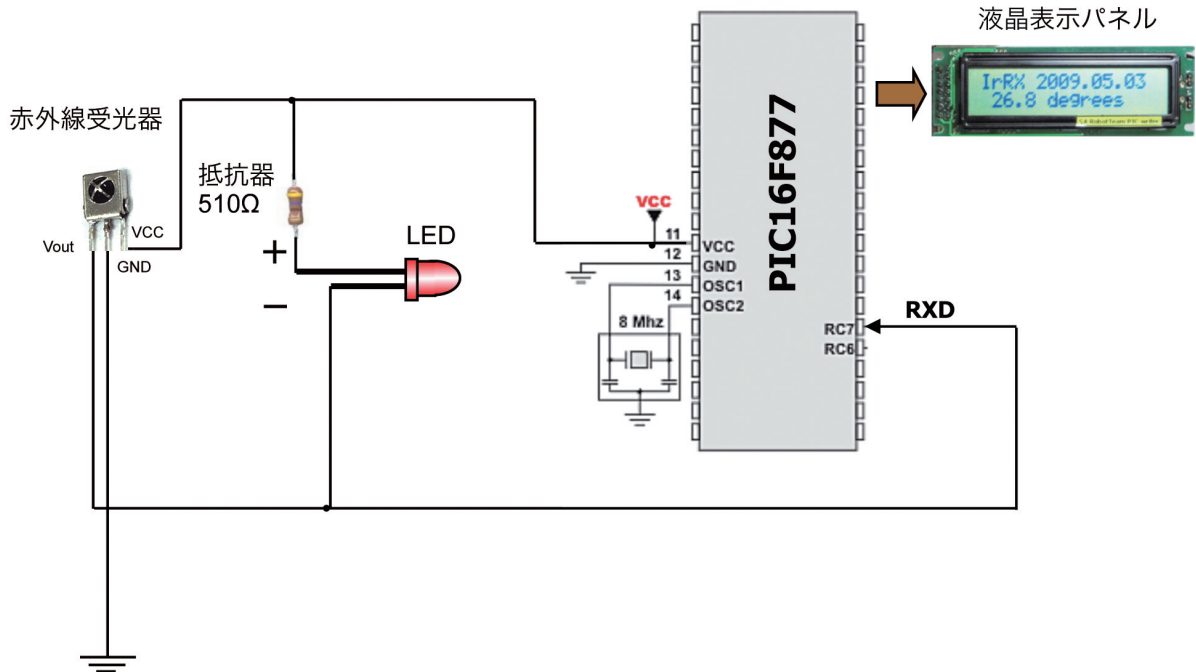 液晶表示パネル
IrRX 2009.05.03
26.8 degrees
赤外線受光器
抵抗器
510Ω
PIC16F877
VCC
VCC
Vout
GND
LED
+
−
11
VCC
12
GND
13
OSC1
14
OSC2
8 Mhz
RXD
RC7
RC6